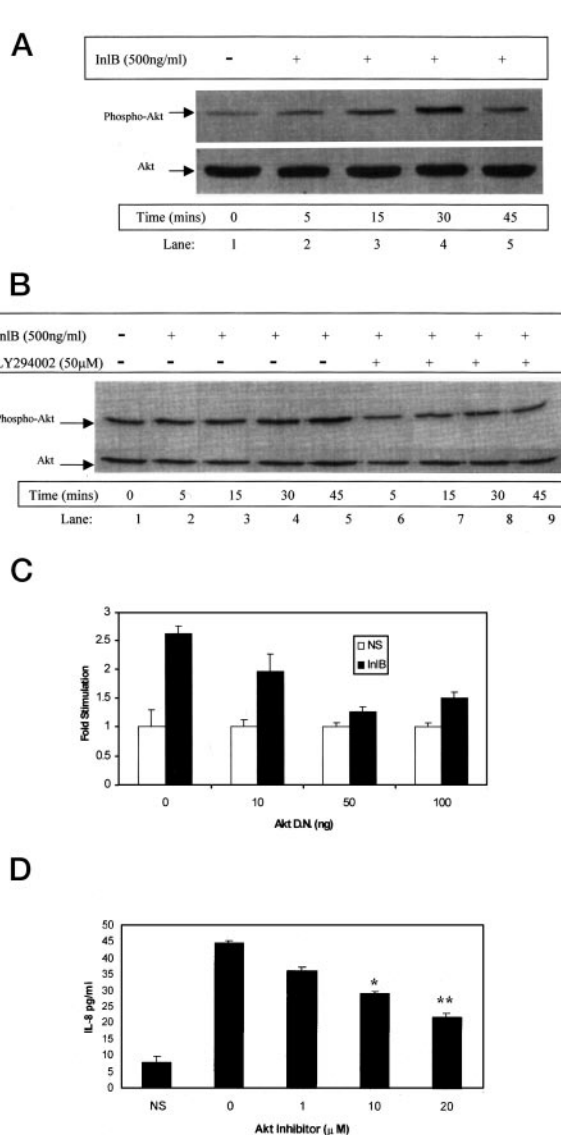 A
InlB (500ng/ml) - + + + +
Phospho-Akt
Akt
Time (mins) 0 5 15 30 45
Lane: 1 2 3 4 5
B
nlB (500ng/ml) - + + + + + + + +
LY294002 (50µM) - - - - - + + + +
Phospho-Akt
Akt
Time (mins) 0 5 15 30 45 5 15 30 45
Lane: 1 2 3 4 5 6 7 8 9
C
3
2.5
2
1.5
1
0.5
0
Fold Stimulation
NS
InlB
0 10 50 100
Akt D.N. (ng)
D
50
45
40
35
30
25
20
15
10
5
0
IL-8 pg/ml
* **
NS 0 1 10 20
Akt Inhibitor (µ M)